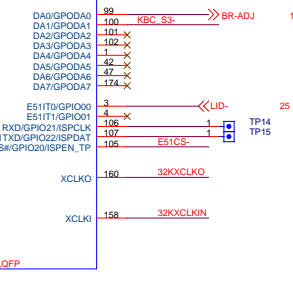 DA0/GPODA0 99 BR-ADJ 1
DA1/GPODA1 100 KBC_S3-
DA2/GPODA2 101
DA3/GPODA3 102
DA4/GPODA4 1
DA5/GPODA5 42
DA6/GPODA6 47
DA7/GPODA7 174
E51IT0/GPIO00 3 LID- 25
E51IT1/GPIO01 4
RXD/GPIO21/ISPCLK 106 1 TP14
1TXD/GPIO22/ISPDAT 107 1 TP15
S#/GPIO20/ISPEN_TP 105 E51CS-
XCLKO 160 32KXCLKO
XCLKI 158 32KXCLKIN
LQFP